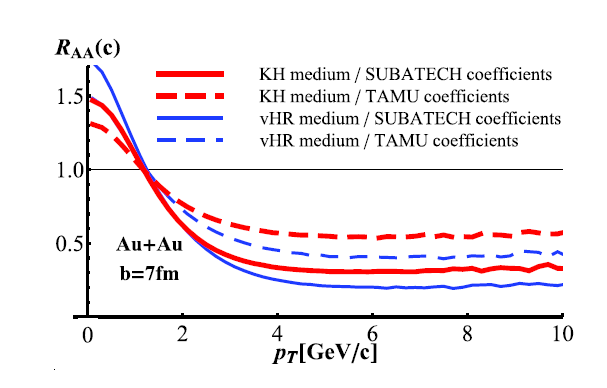 R_AA(c)
KH medium / SUBATECH coefficients
KH medium / TAMU coefficients
vHR medium / SUBATECH coefficients
vHR medium / TAMU coefficients
1.5
1.0
0.5
Au+Au
b=7fm
0 2 4 6 8 10
p_T[GeV/c]